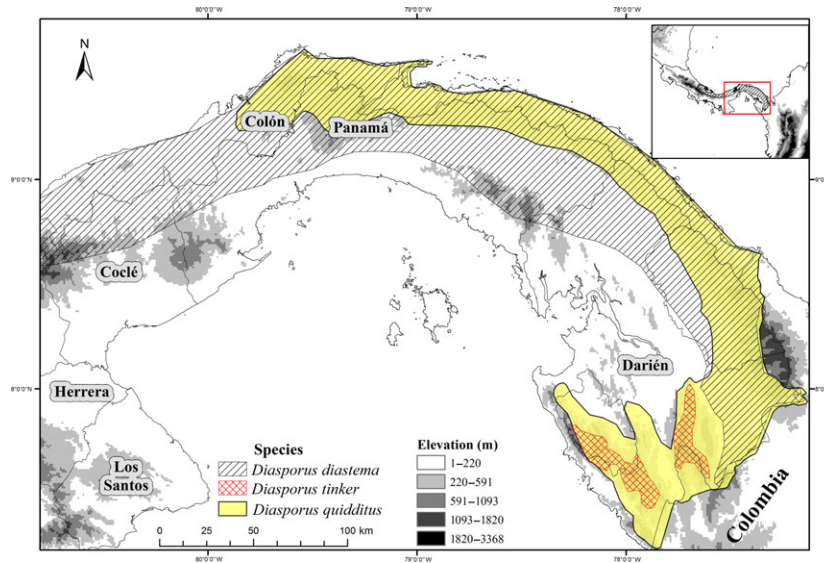 80°0'0"W
79°0'0"W
78°0'0"W
N
Colón
Panamá
9°0'0"N
9°0'0"N
Coclé
Darién
8°0'0"N
8°0'0"N
Herrera
Los
Santos
Colombia
Species
Diasporus diastema
Diasporus tinker
Diasporus quidditus
Elevation (m)
1–220
220–591
591–1093
1093–1820
1820–3368
0 25 50 100 km
80°0'0"W
79°0'0"W
78°0'0"W